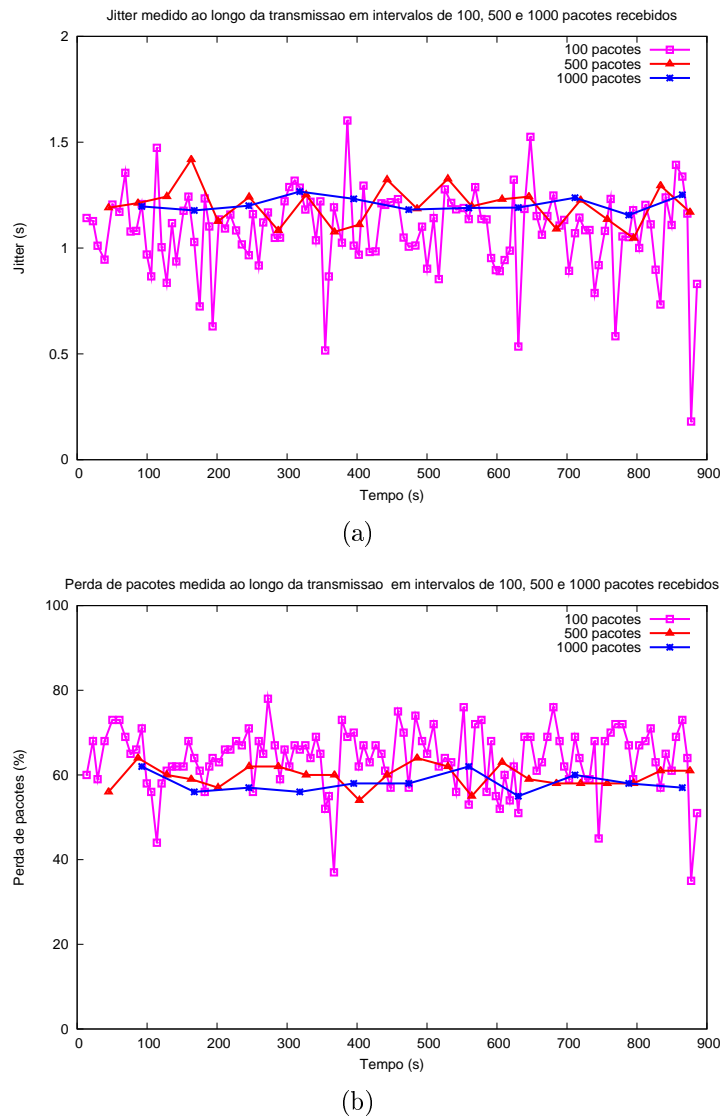 Jitter medido ao longo da transmissao em intervalos de 100, 500 e 1000 pacotes recebidos
2
100 pacotes
500 pacotes
1000 pacotes
1.5
Jitter (s)
1
0.5
0
0 100 200 300 400 500 600 700 800 900
Tempo (s)
(a)
Perda de pacotes medida ao longo da transmissao em intervalos de 100, 500 e 1000 pacotes recebidos
100
100 pacotes
500 pacotes
1000 pacotes
80
60
Perda de pacotes (%)
40
20
0
0 100 200 300 400 500 600 700 800 900
Tempo (s)
(b)